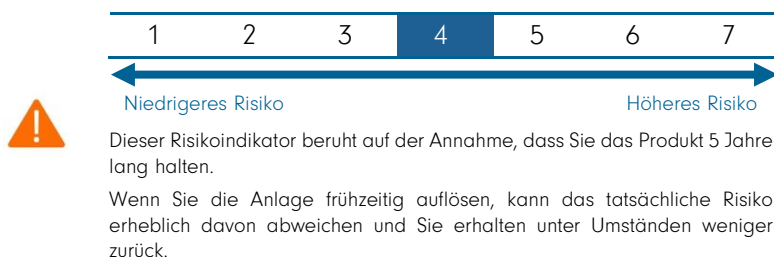 1 2 3 4 5 6 7
Niedrigeres Risiko Höheres Risiko
Dieser Risikoindikator beruht auf der Annahme, dass Sie das Produkt 5 Jahre
lang halten.
Wenn Sie die Anlage frühzeitig auflösen, kann das tatsächliche Risiko
erheblich davon abweichen und Sie erhalten unter Umständen weniger
zurück.